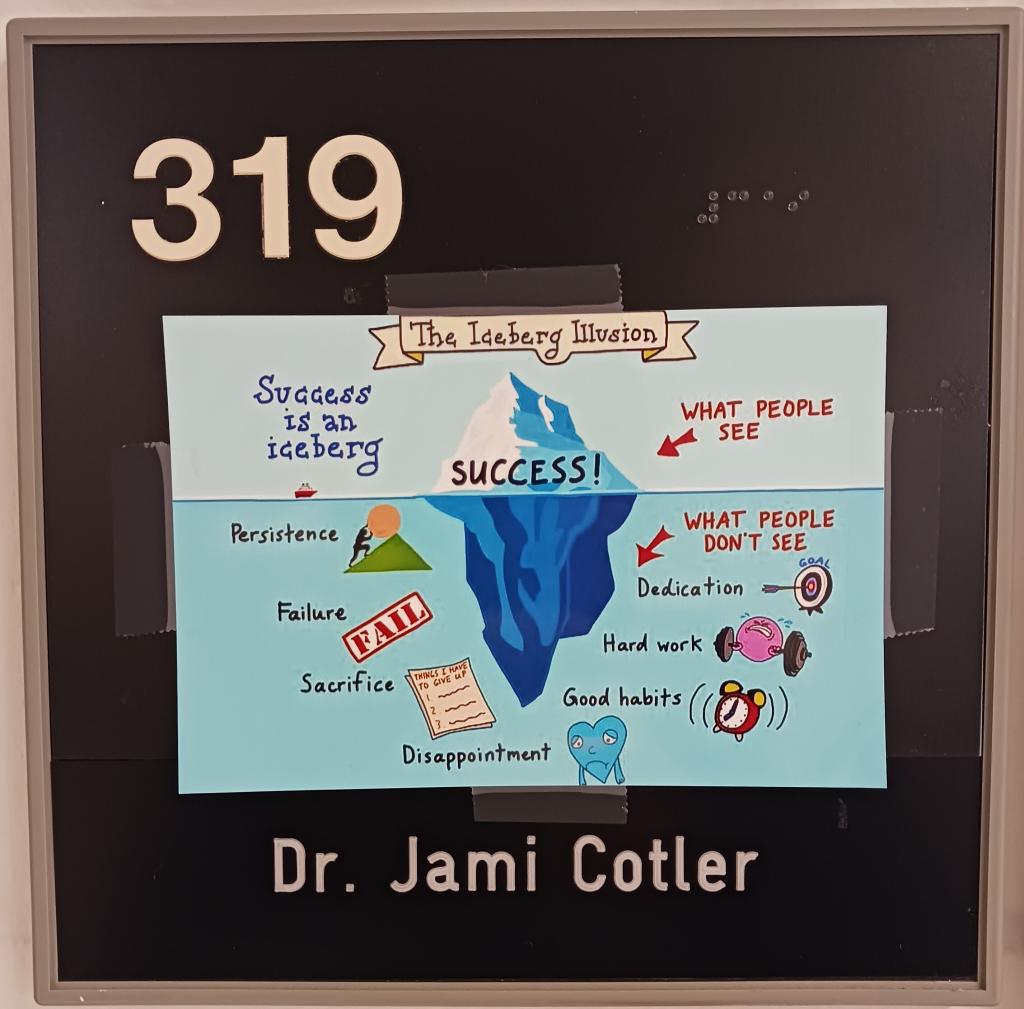 319
⠼⠉⠁⠊
The Iceberg Illusion
Success
is an
iceberg
WHAT PEOPLE
SEE
SUCCESS!
Persistence
WHAT PEOPLE
DON'T SEE
GOAL
Dedication
Failure
FAIL
Hard work
Sacrifice
THINGS I HAVE
TO GIVE UP
1.
2.
3.
Good habits
Disappointment
Dr. Jami Cotler